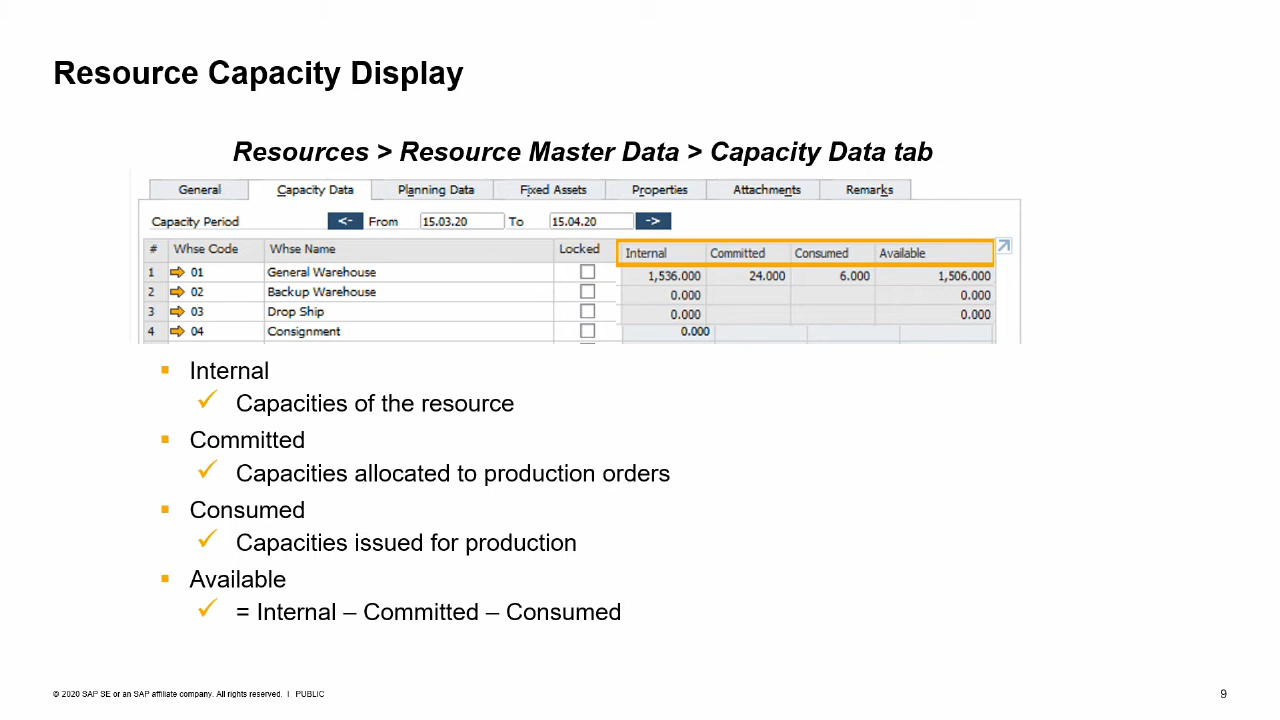 Resource Capacity Display
Resources > Resource Master Data > Capacity Data tab
General Capacity Data Planning Data Fixed Assets Properties Attachments Remarks
Capacity Period <- From 15.03.20 To 15.04.20 ->
# Whse Code Whse Name Locked Internal Committed Consumed Available
1 01 General Warehouse 1,536.000 24.000 6.000 1,506.000
2 02 Backup Warehouse 0.000 0.000
3 03 Drop Ship 0.000 0.000
4 04 Consignment 0.000
▪ Internal
✓ Capacities of the resource
▪ Committed
✓ Capacities allocated to production orders
▪ Consumed
✓ Capacities issued for production
▪ Available
✓ = Internal – Committed – Consumed
© 2020 SAP SE or an SAP affiliate company. All rights reserved. I PUBLIC
9